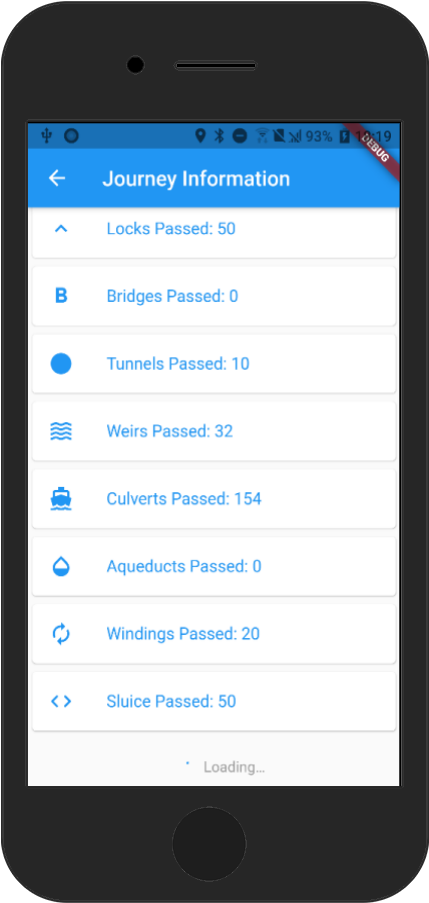 93% 10:19
DEBUG
Journey Information
Locks Passed: 50
B Bridges Passed: 0
Tunnels Passed: 10
Weirs Passed: 32
Culverts Passed: 154
Aqueducts Passed: 0
Windings Passed: 20
Sluice Passed: 50
Loading...